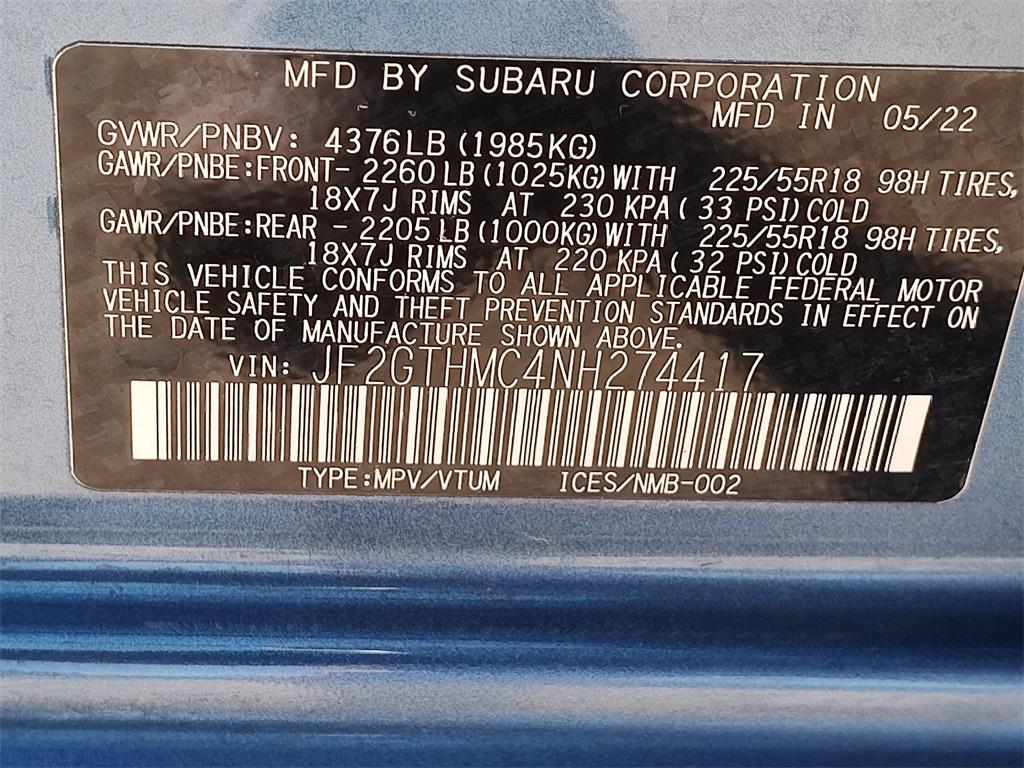 MFD BY SUBARU CORPORATION
MFD IN 05/22
GVWR/PNBV: 4376LB (1985KG)
GAWR/PNBE:FRONT- 2260 LB (1025KG) WITH 225/55R18 98H TIRES,
18X7J RIMS AT 230 KPA ( 33 PSI) COLD
GAWR/PNBE:REAR - 2205 LB (1000KG) WITH 225/55R18 98H TIRES,
18X7J RIMS AT 220 KPA ( 32 PSI) COLD
THIS VEHICLE CONFORMS TO ALL APPLICABLE FEDERAL MOTOR
VEHICLE SAFETY AND THEFT PREVENTION STANDARDS IN EFFECT ON
THE DATE OF MANUFACTURE SHOWN ABOVE.
VIN: JF2GTHMC4NH274417
TYPE:MPV/VTUM ICES/NMB-002